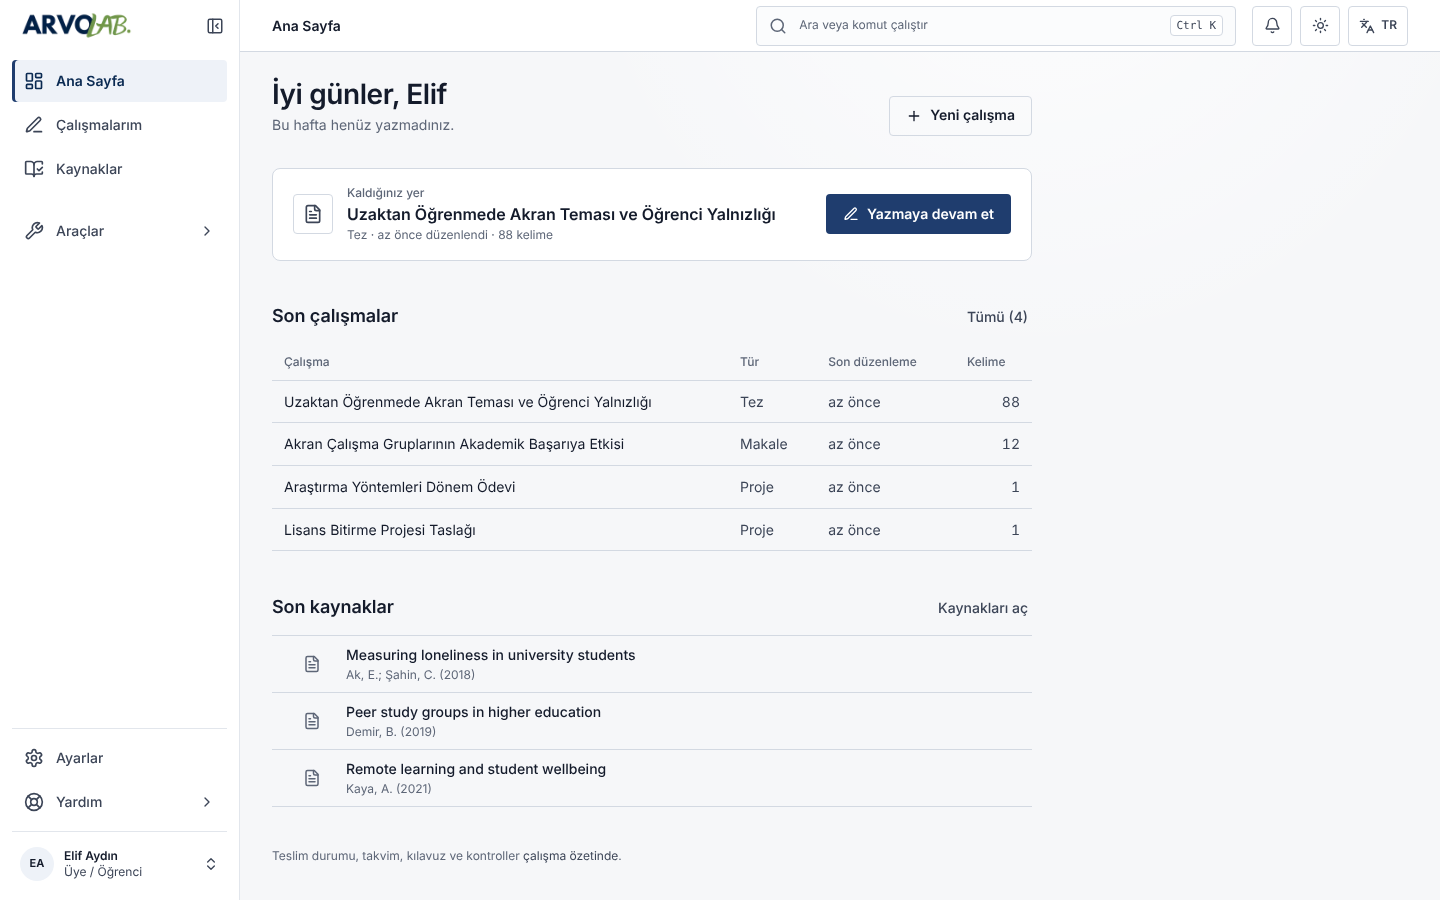 ARVOLAB.
Ana Sayfa
Çalışmalarım
Kaynaklar
Araçlar
Ayarlar
Yardım
EA
Elif Aydın
Üye / Öğrenci
Ana Sayfa
Ara veya komut çalıştır
Ctrl K
TR
İyi günler, Elif
Bu hafta henüz yazmadınız.
Yeni çalışma
Kaldığınız yer
Uzaktan Öğrenmede Akran Teması ve Öğrenci Yalnızlığı
Tez · az önce düzenlendi · 88 kelime
Yazmaya devam et
Son çalışmalar
Tümü (4)
Çalışma Tür Son düzenleme Kelime
Uzaktan Öğrenmede Akran Teması ve Öğrenci Yalnızlığı Tez az önce 88
Akran Çalışma Gruplarının Akademik Başarıya Etkisi Makale az önce 12
Araştırma Yöntemleri Dönem Ödevi Proje az önce 1
Lisans Bitirme Projesi Taslağı Proje az önce 1
Son kaynaklar
Kaynakları aç
Measuring loneliness in university students
Ak, E.; Şahin, C. (2018)
Peer study groups in higher education
Demir, B. (2019)
Remote learning and student wellbeing
Kaya, A. (2021)
Teslim durumu, takvim, kılavuz ve kontroller çalışma özetinde.